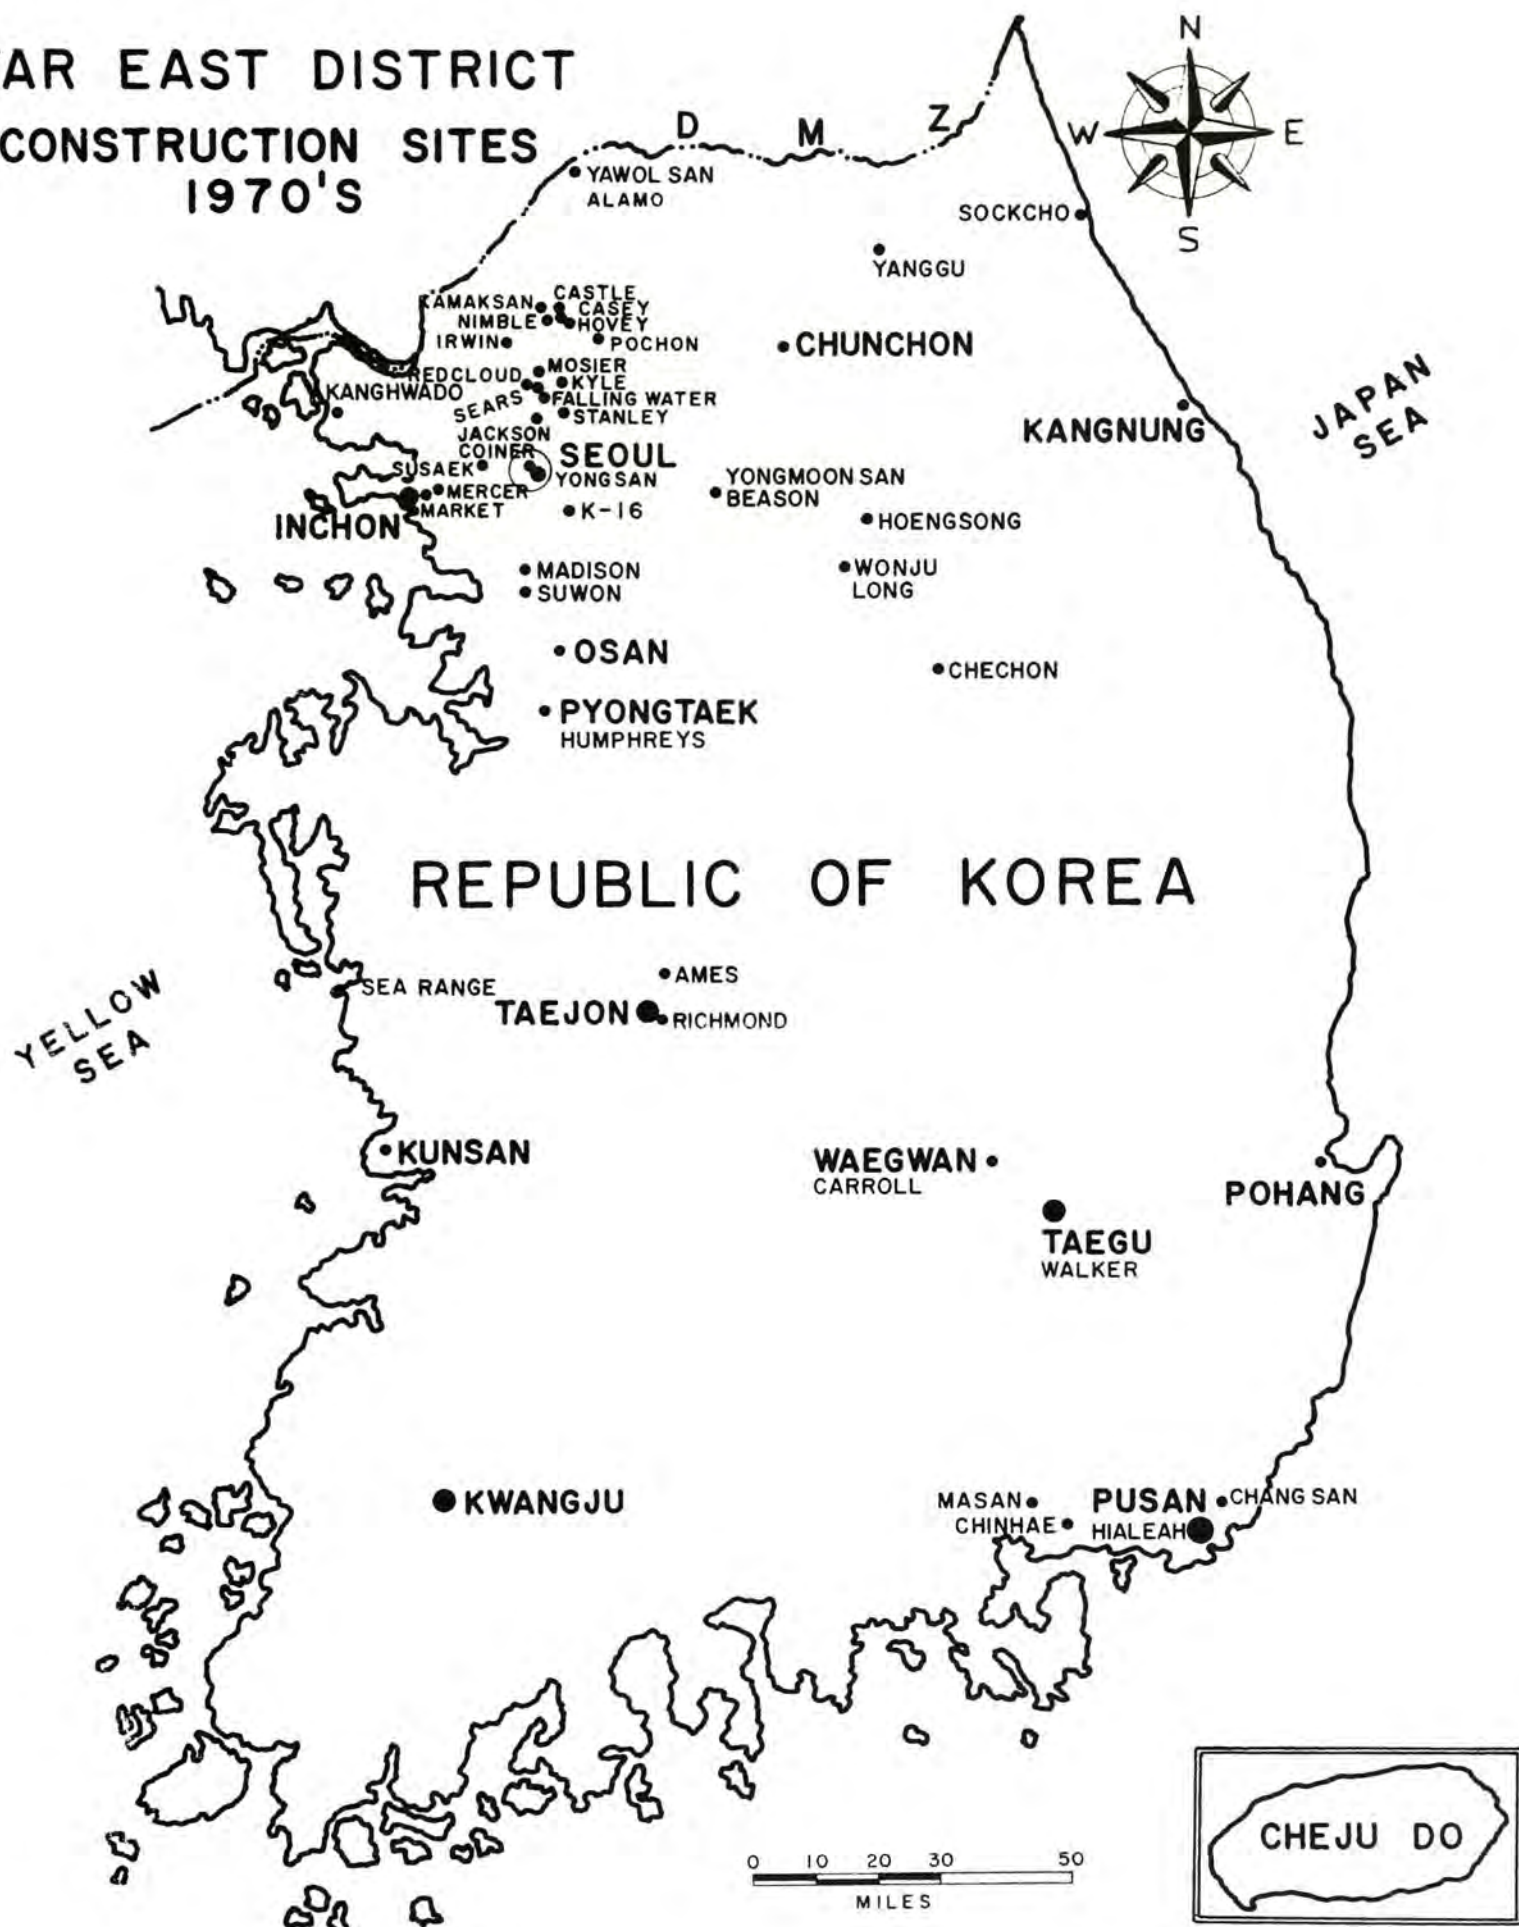 AR EAST DISTRICT
CONSTRUCTION SITES
1970'S
N
W E
S
D M Z
YAWOL SAN
ALAMO
SOCKCHO
YANGGU
KAMAKSAN
CASTLE
CASEY
NIMBLE
HOVEY
IRWIN
POCHON
CHUNCHON
MOSIER
REDCLOUD
KYLE
KANGHWADO
FALLING WATER
SEARS
STANLEY
JACKSON
COINER
SEOUL
SUSAEK
YONGSAN
MERCER
MARKET
INCHON
K-16
KANGNUNG
JAPAN
SEA
YONGMOON SAN
BEASON
HOENGSONG
MADISON
SUWON
WONJU
LONG
OSAN
CHECHON
PYONGTAEK
HUMPHREYS
REPUBLIC OF KOREA
YELLOW
SEA
SEA RANGE
AMES
TAEJON
RICHMOND
KUNSAN
WAEGWAN
CARROLL
POHANG
TAEGU
WALKER
KWANGJU
MASAN
CHINHAE
PUSAN
HIALEAH
CHANG SAN
CHEJU DO
0 10 20 30 50
MILES